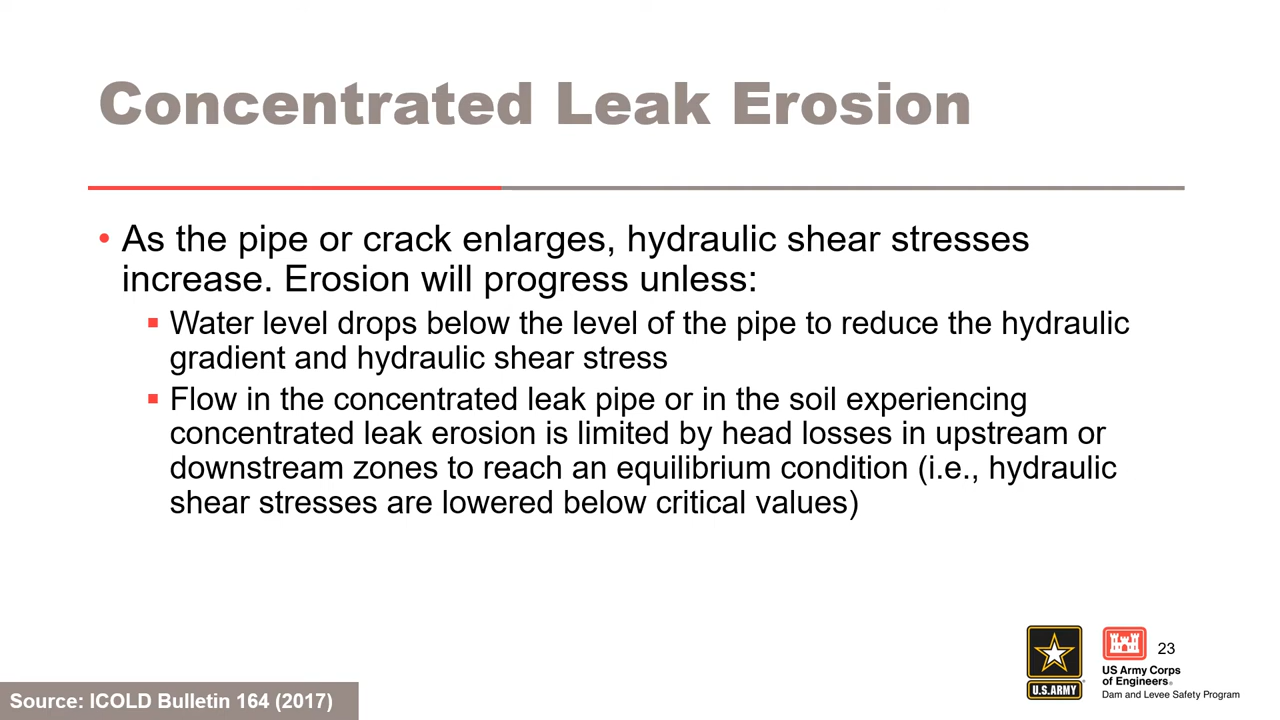 Concentrated Leak Erosion
• As the pipe or crack enlarges, hydraulic shear stresses
increase. Erosion will progress unless:
▪ Water level drops below the level of the pipe to reduce the hydraulic
gradient and hydraulic shear stress
▪ Flow in the concentrated leak pipe or in the soil experiencing
concentrated leak erosion is limited by head losses in upstream or
downstream zones to reach an equilibrium condition (i.e., hydraulic
shear stresses are lowered below critical values)
U.S.ARMY
23
US Army Corps
of Engineers®
Dam and Levee Safety Program
Source: ICOLD Bulletin 164 (2017)